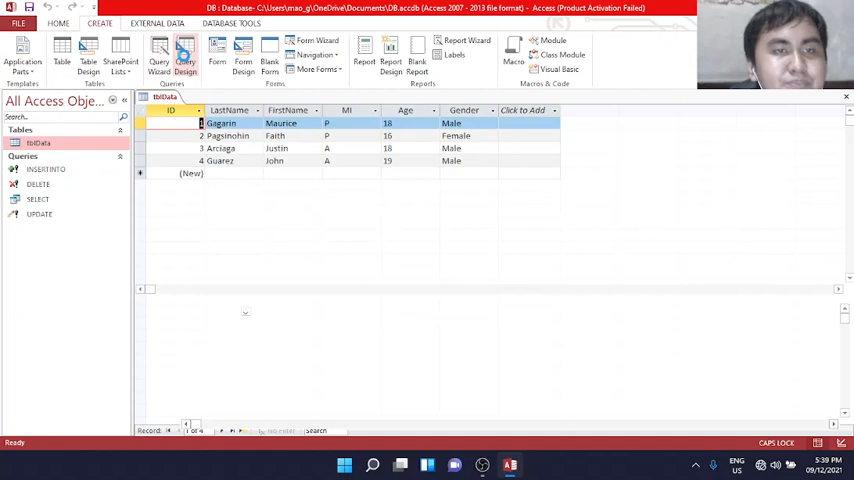 DB : Database- C:\Users\mao_g\OneDrive\Documents\DB.accdb (Access 2007 - 2013 file format) - Access (Product Activation Failed)
FILE HOME CREATE EXTERNAL DATA DATABASE TOOLS
Application Parts Table Table Design SharePoint Lists Query Wizard Query Design Form Form Design Blank Form Form Wizard Navigation More Forms Report Report Design Blank Report Report Wizard Labels Macro Module Class Module Visual Basic
Templates Tables Queries Forms Reports Macros & Code
All Access Obje...
Search...
Tables
tblData
Queries
INSERTINTO
DELETE
SELECT
UPDATE
tblData
ID LastName FirstName MI Age Gender Click to Add
1 Gagarin Maurice P 18 Male
2 Pagsinohin Faith P 16 Female
3 Arciaga Justin A 18 Male
4 Guarez John A 19 Male
(New)
Record: 1 of 4 No Filter Search
Ready CAPS LOCK
ENG US 5:39 PM 09/12/2021